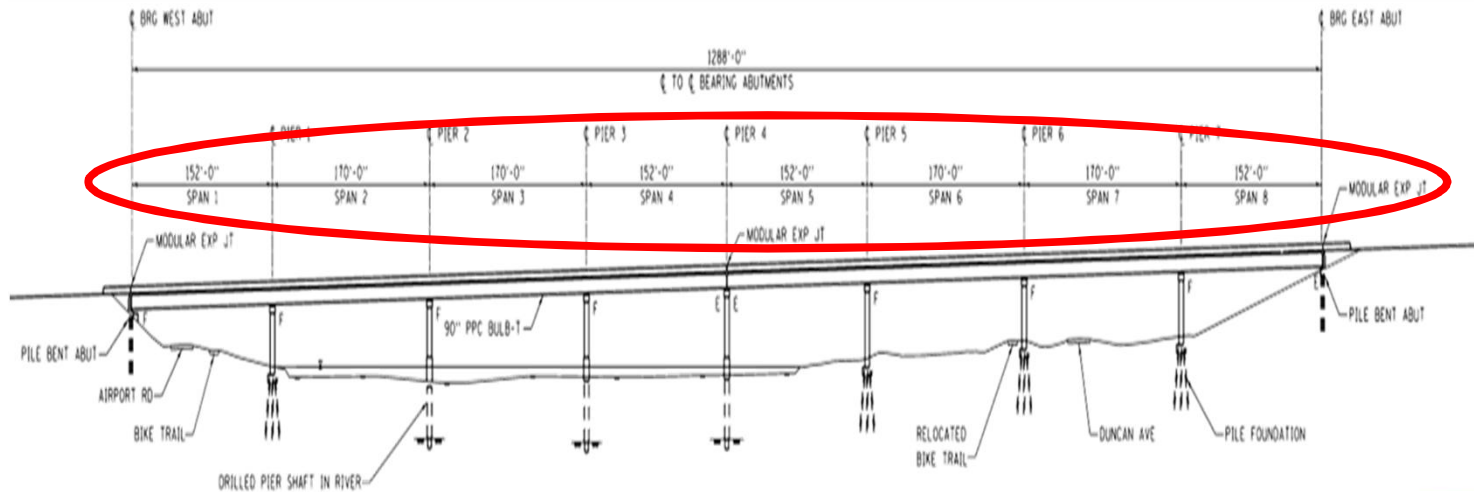 ℄ BRG WEST ABUT
℄ BRG EAST ABUT
1288'-0"
℄ TO ℄ BEARING ABUTMENTS
℄ PIER 1
℄ PIER 2
℄ PIER 3
℄ PIER 4
℄ PIER 5
℄ PIER 6
℄ PIER 7
152'-0"
170'-0"
170'-0"
152'-0"
152'-0"
170'-0"
170'-0"
152'-0"
SPAN 1
SPAN 2
SPAN 3
SPAN 4
SPAN 5
SPAN 6
SPAN 7
SPAN 8
MODULAR EXP JT
MODULAR EXP JT
MODULAR EXP JT
F
F
F
F
E
E
F
F
F
E
90" PPC BULB-T
PILE BENT ABUT
PILE BENT ABUT
AIRPORT RD
BIKE TRAIL
DRILLED PIER SHAFT IN RIVER
RELOCATED
BIKE TRAIL
DUNCAN AVE
PILE FOUNDATION